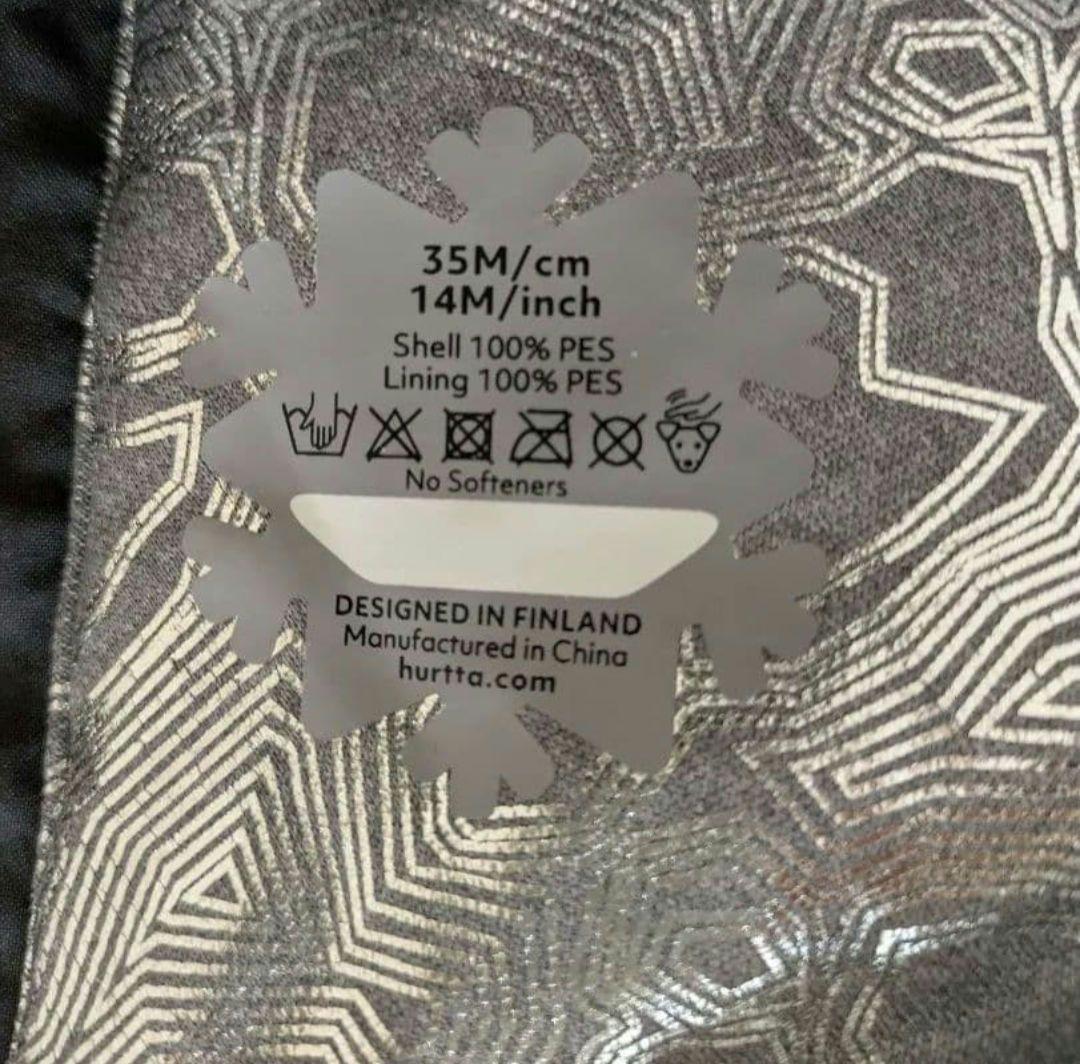 35M/cm
14M/inch
Shell 100% PES
Lining 100% PES
No Softeners
DESIGNED IN FINLAND
Manufactured in China
hurtta.com